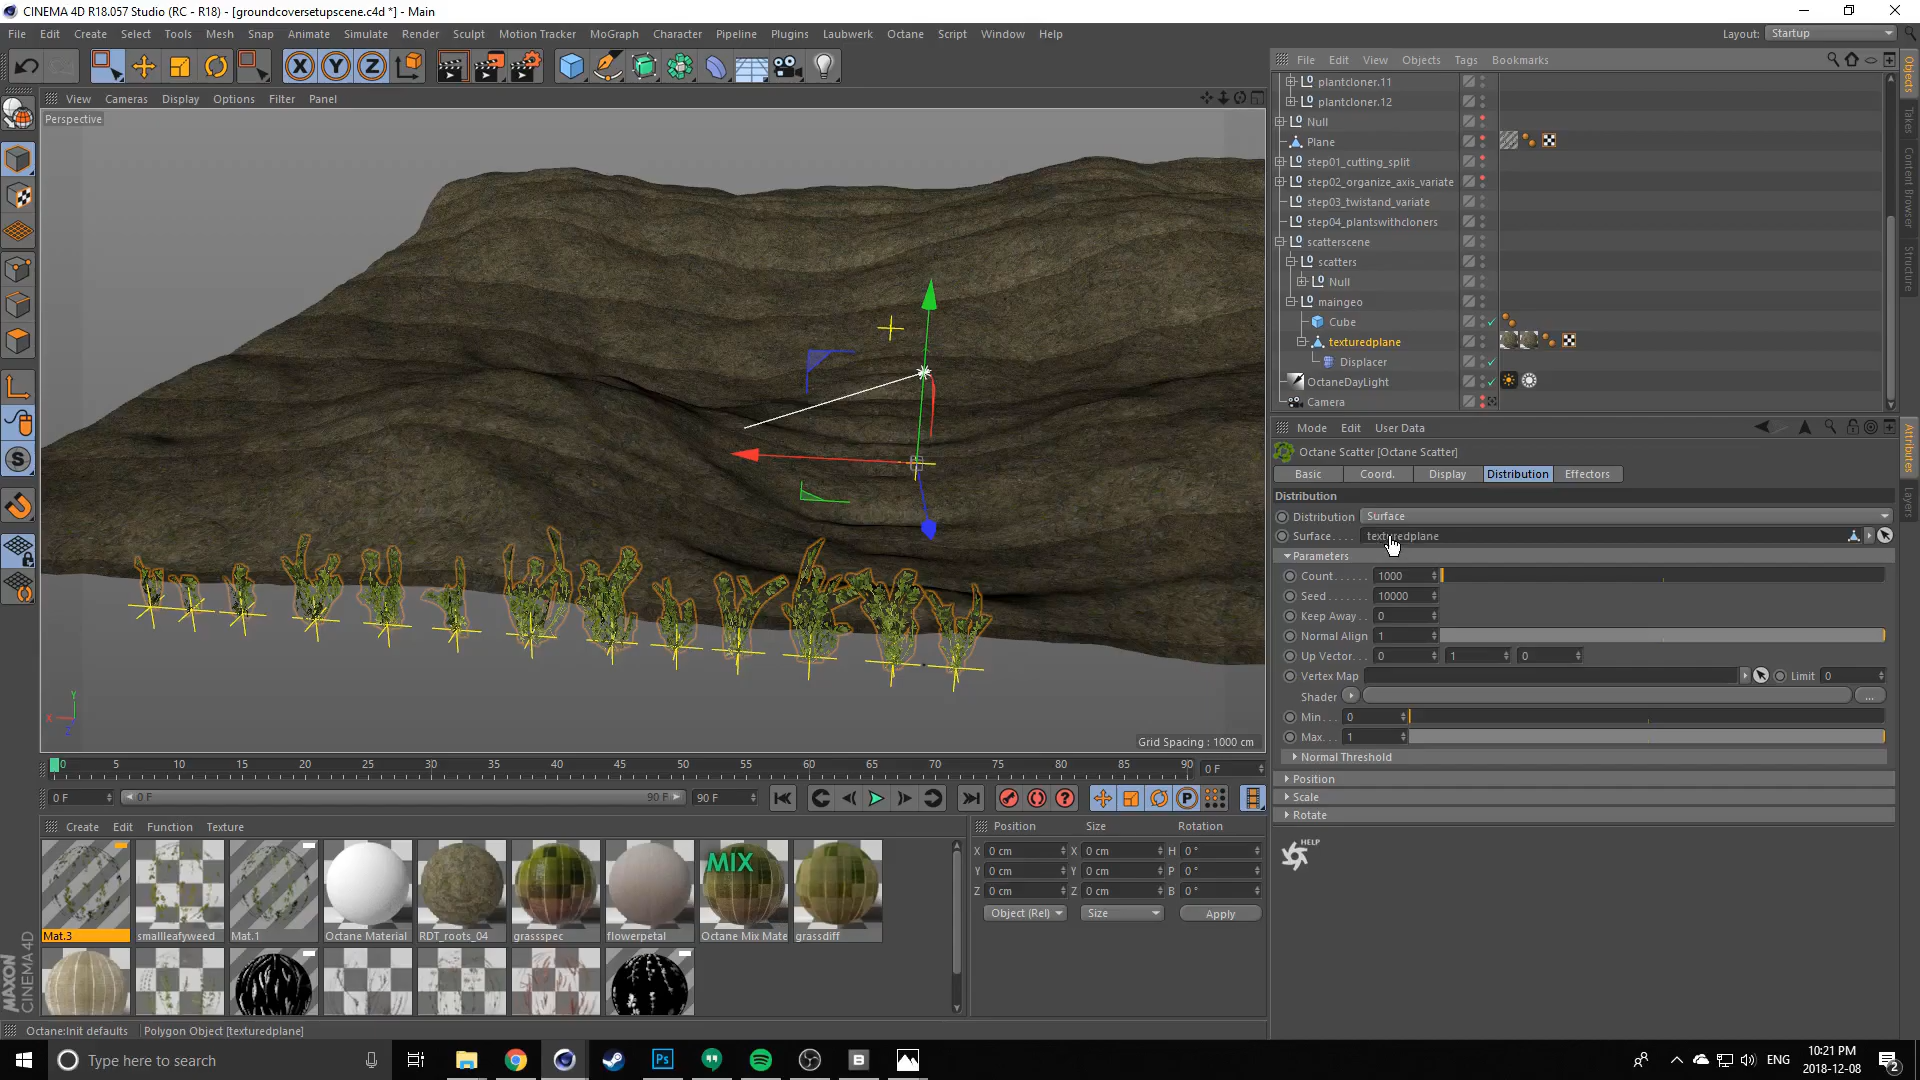 CINEMA 4D R18.057 Studio (RC - R18) - [groundcoversetupscene.c4d *] - Main
File Edit Create Select Tools Mesh Snap Animate Simulate Render Sculpt Motion Tracker MoGraph Character Pipeline Plugins Laubwerk Octane Script Window Help
Layout: Startup
View Cameras Display Options Filter Panel
Perspective
Grid Spacing : 1000 cm
File Edit View Objects Tags Bookmarks
plantcloner.11
plantcloner.12
Null
Plane
step01_cutting_split
step02_organize_axis_variate
step03_twistand_variate
step04_plantswithcloners
scatterscene
scatters
Null
maingeo
Cube
texturedplane
Displacer
OctaneDayLight
Camera
Objects
Takes
Content Browser
Structure
Mode Edit User Data
Octane Scatter [Octane Scatter]
Basic Coord. Display Distribution Effectors
Distribution
Distribution Surface
Surface. . . . texturedplane
Parameters
Count. . . . . . 1000
Seed. . . . . . . 10000
Keep Away. . 0
Normal Align 1
Up Vector. . . 0 1 0
Vertex Map Limit 0
Shader ...
Min. . . 0
Max. . . 1
Normal Threshold
Position
Scale
Rotate
HELP
Attributes
Layers
0 5 10 15 20 25 30 35 40 45 50 55 60 65 70 75 80 85 90
0 F
0 F 0 F 90 F 90 F
Create Edit Function Texture
MIX
Mat.3 smallleafyweed Mat.1 Octane Material RDT_roots_04 grassspec flowerpetal Octane Mix Mate grassdiff
Position Size Rotation
X 0 cm X 0 cm H 0 °
Y 0 cm Y 0 cm P 0 °
Z 0 cm Z 0 cm B 0 °
Object (Rel) Size Apply
MAXON
CINEMA 4D
Octane:Init defaults Polygon Object [texturedplane]
Type here to search
ENG
10:21 PM
2018-12-08
2